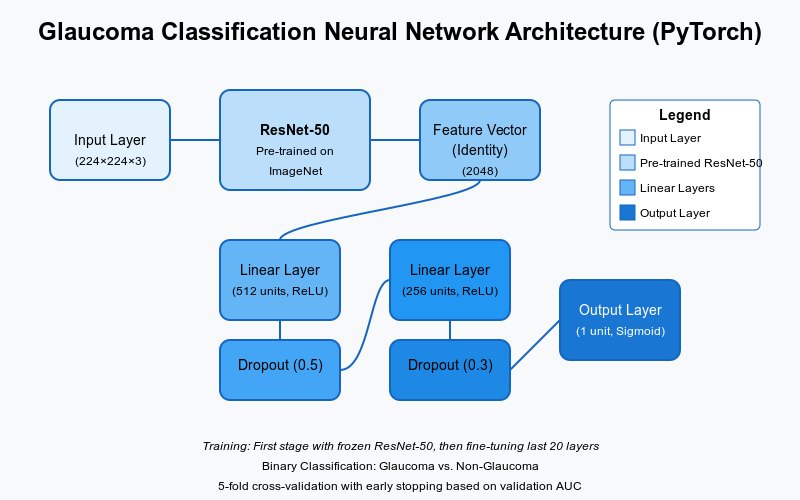 Glaucoma Classification Neural Network Architecture (PyTorch)
Input Layer
(224×224×3)
ResNet-50
Pre-trained on
ImageNet
Feature Vector
(Identity)
(2048)
Legend
Input Layer
Pre-trained ResNet-50
Linear Layers
Output Layer
Linear Layer
(512 units, ReLU)
Dropout (0.5)
Linear Layer
(256 units, ReLU)
Dropout (0.3)
Output Layer
(1 unit, Sigmoid)
Training: First stage with frozen ResNet-50, then fine-tuning last 20 layers
Binary Classification: Glaucoma vs. Non-Glaucoma
5-fold cross-validation with early stopping based on validation AUC